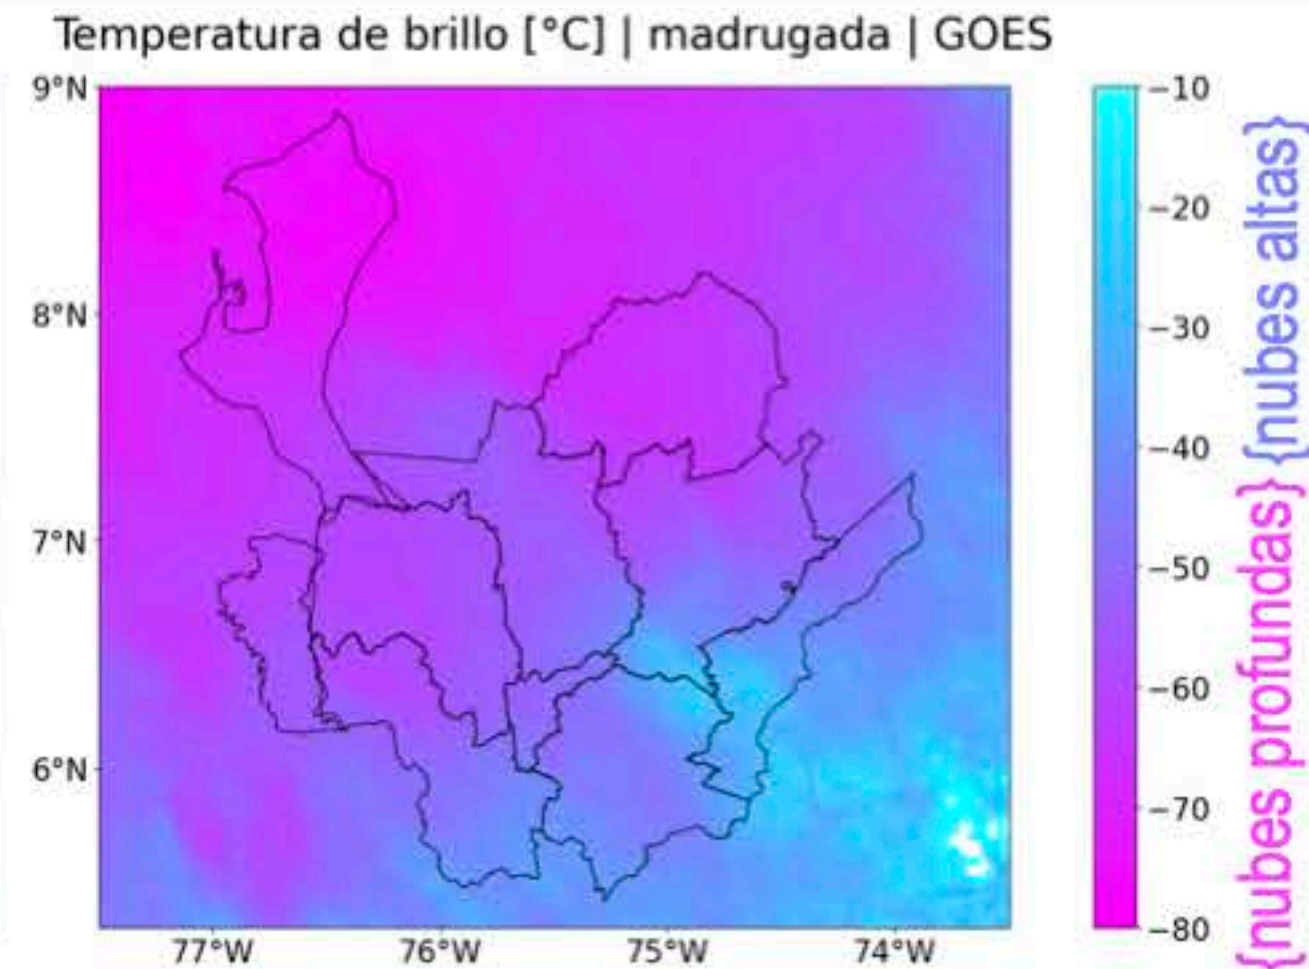 Temperatura de brillo [°C] | madrugada | GOES
9°N
8°N
7°N
6°N
77°W
76°W
75°W
74°W
−10
−20
−30
−40
−50
−60
−70
−80
{nubes profundas} {nubes altas}